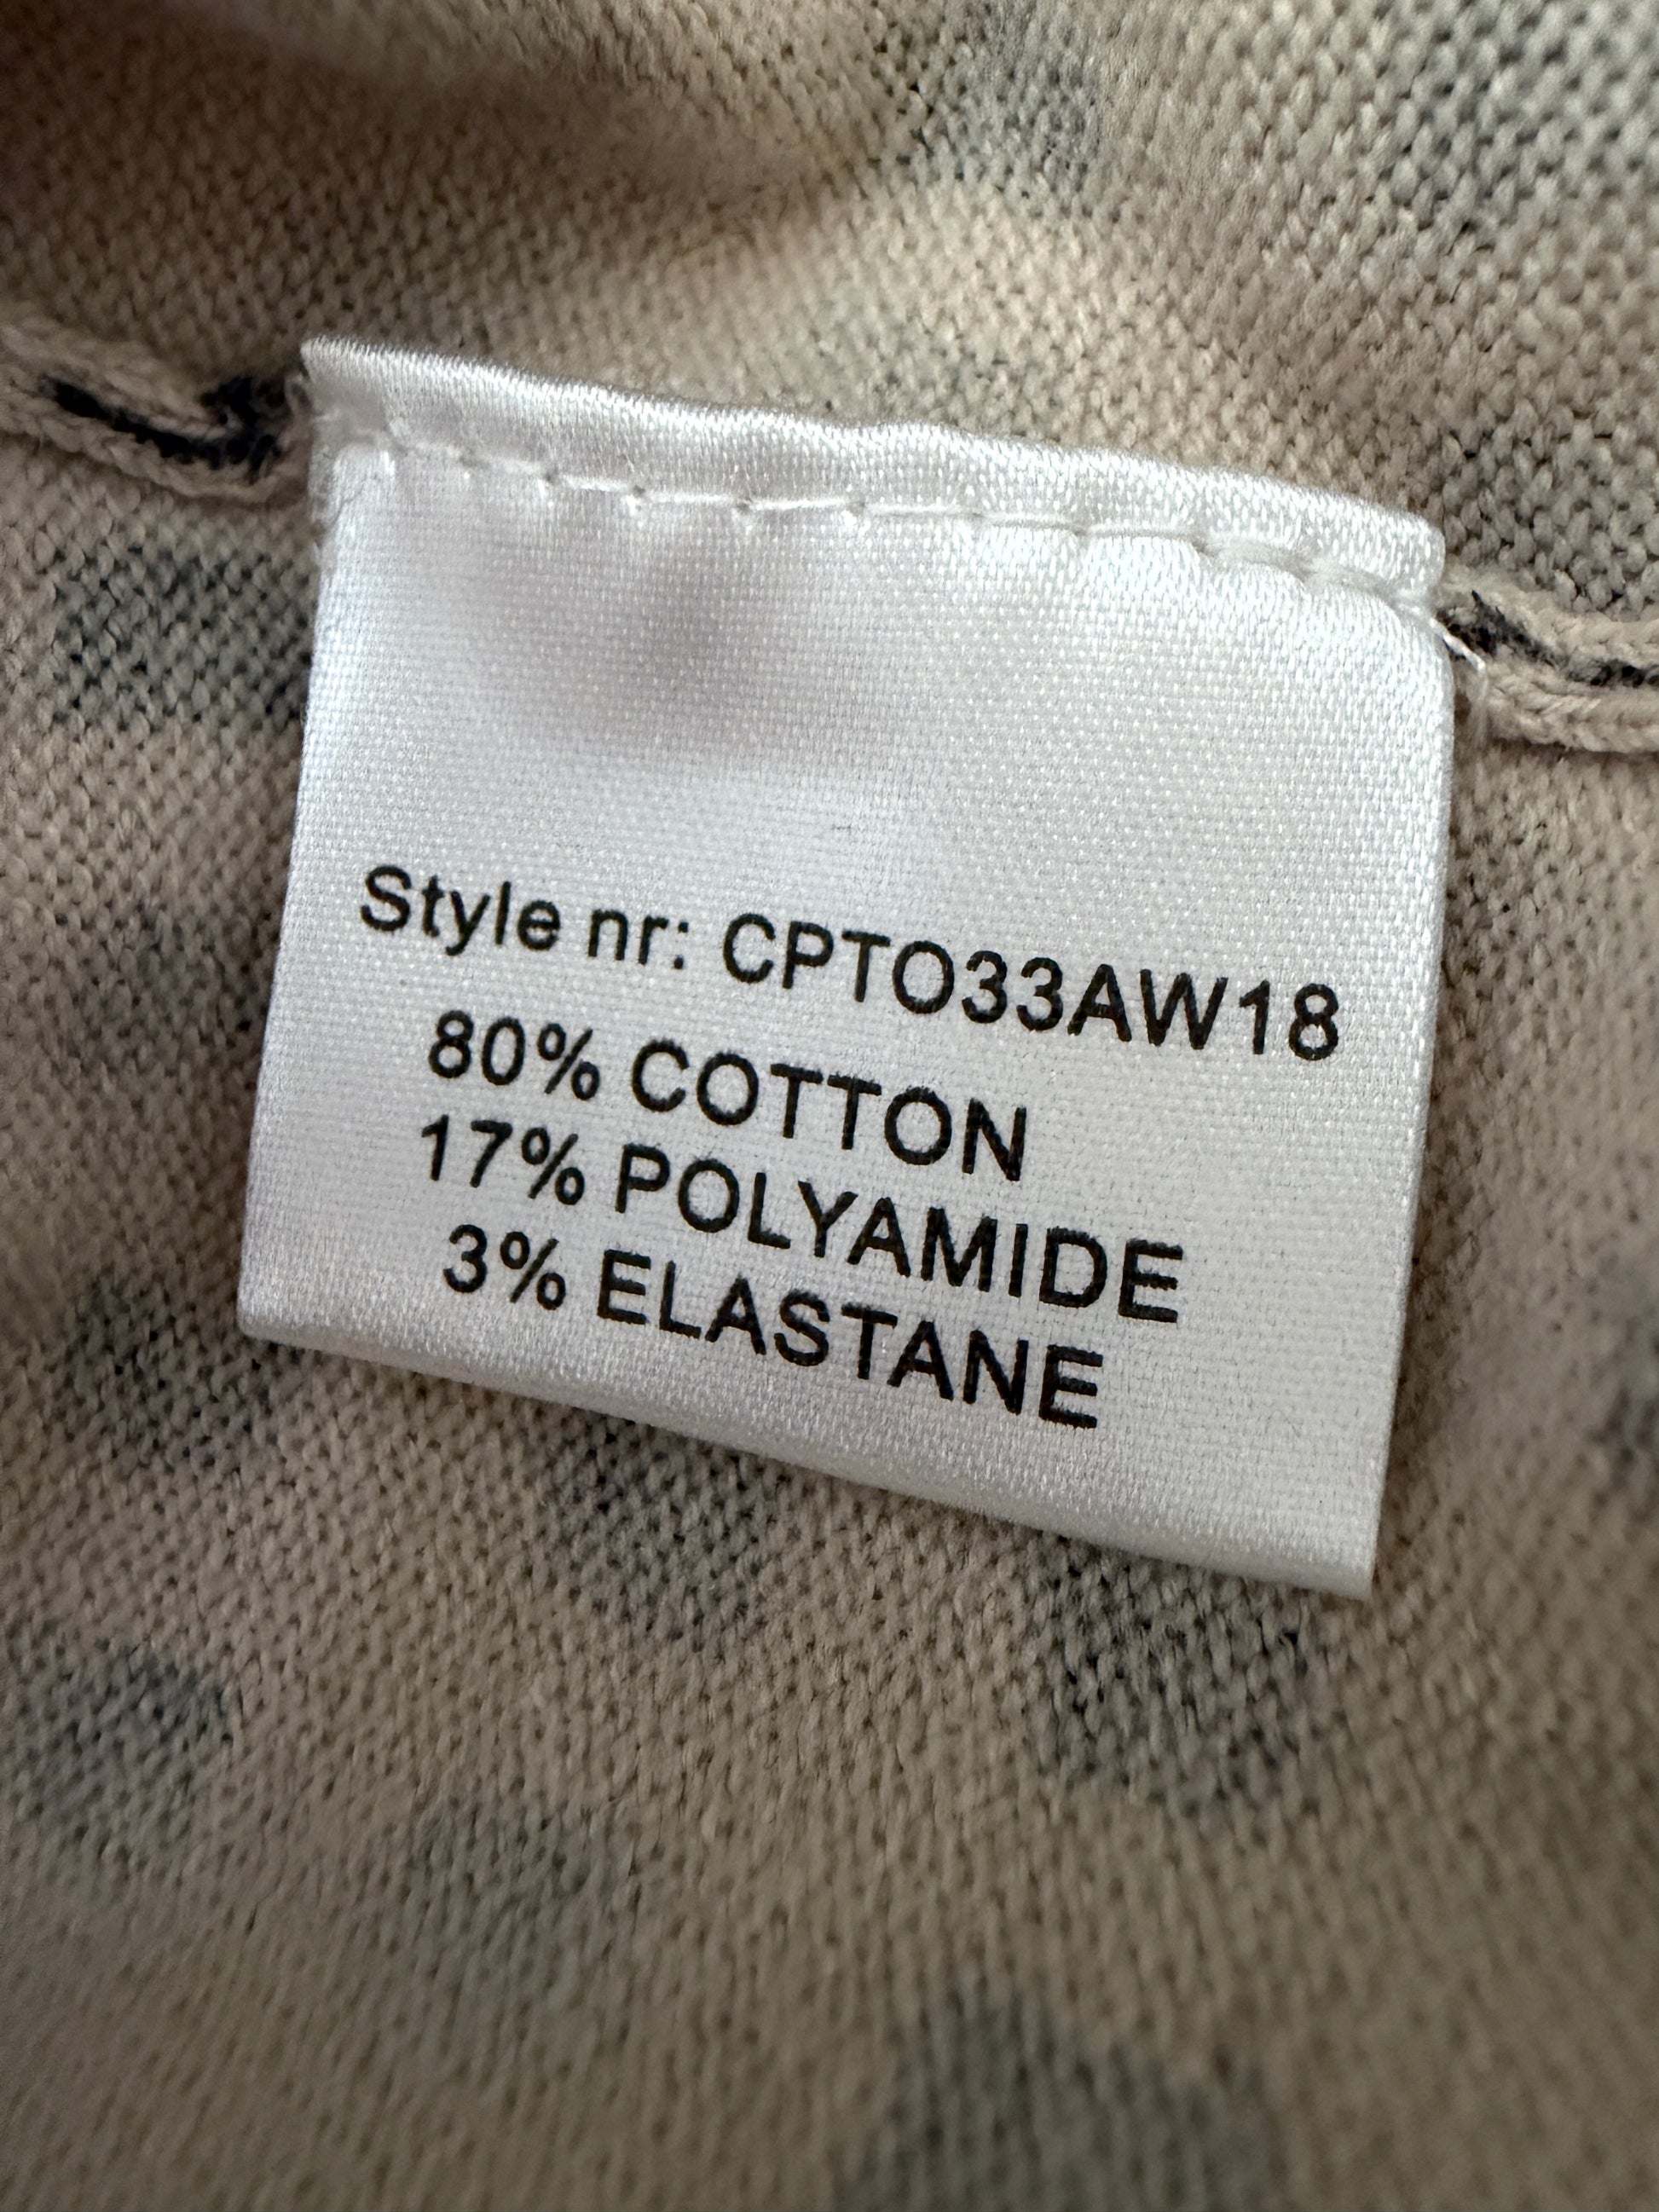 Style nr: CPTO33AW18
80% COTTON
17% POLYAMIDE
3% ELASTANE